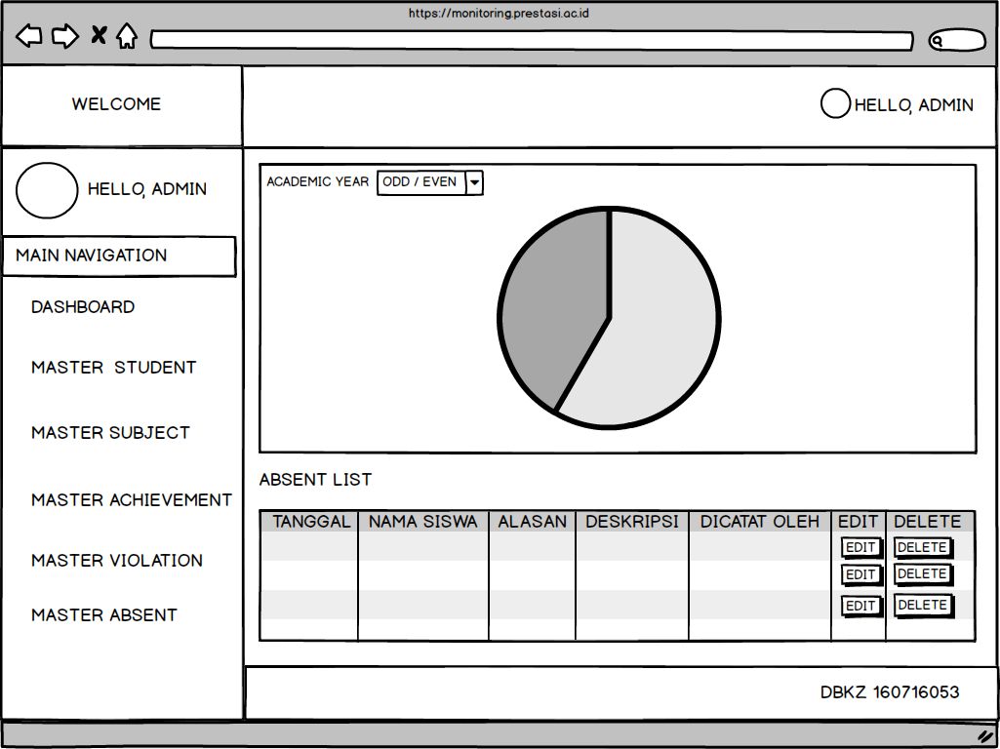 https://monitoring.prestasi.ac.id
WELCOME
HELLO, ADMIN
HELLO, ADMIN
MAIN NAVIGATION
DASHBOARD
MASTER STUDENT
MASTER SUBJECT
MASTER ACHIEVEMENT
MASTER VIOLATION
MASTER ABSENT
ACADEMIC YEAR ODD / EVEN
ABSENT LIST
TANGGAL NAMA SISWA ALASAN DESKRIPSI DICATAT OLEH EDIT DELETE
EDIT DELETE
EDIT DELETE
EDIT DELETE
DBKZ 160716053